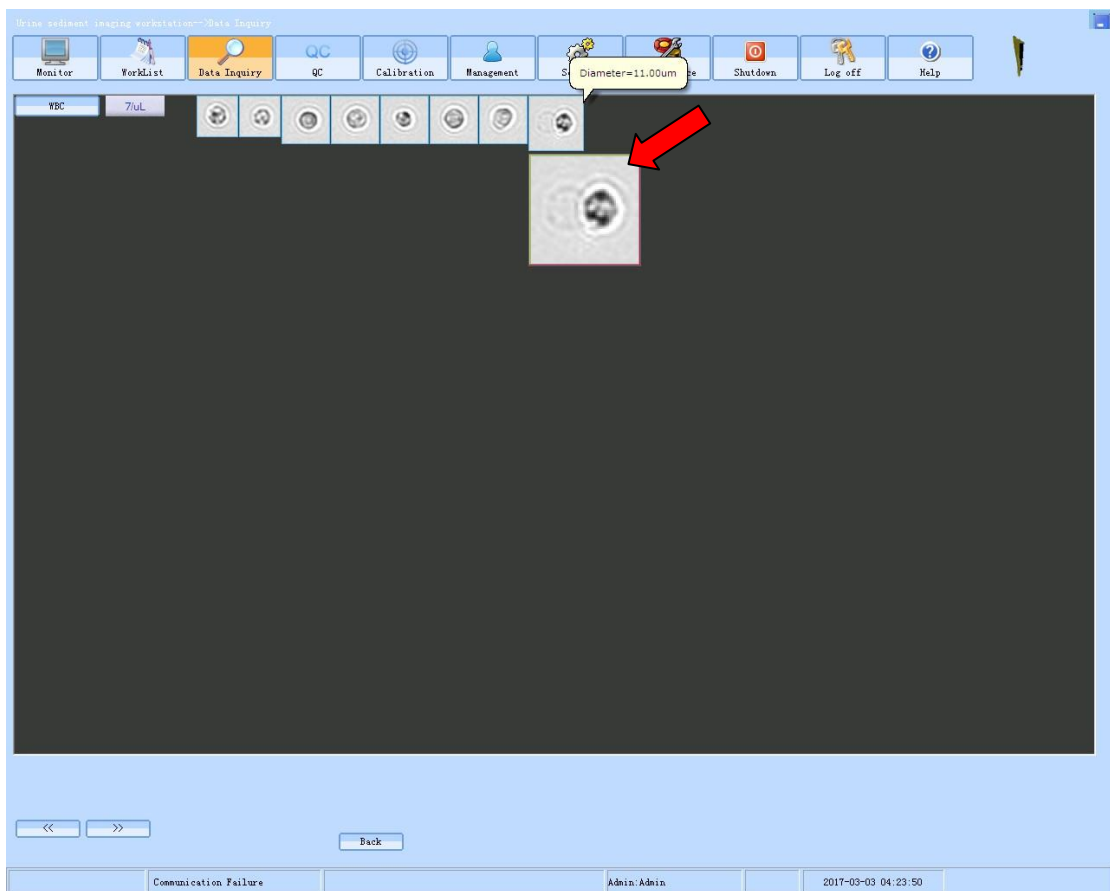 Urine sediment imaging workstation-->Data Inquiry
Monitor
WorkList
Data Inquiry
QC
QC
Calibration
Management
Shutdown
Log off
Help
Diameter=11.00um
WBC
7/uL
<<
>>
Back
Communication Failure
Admin:Admin
2017-03-03 04:23:50